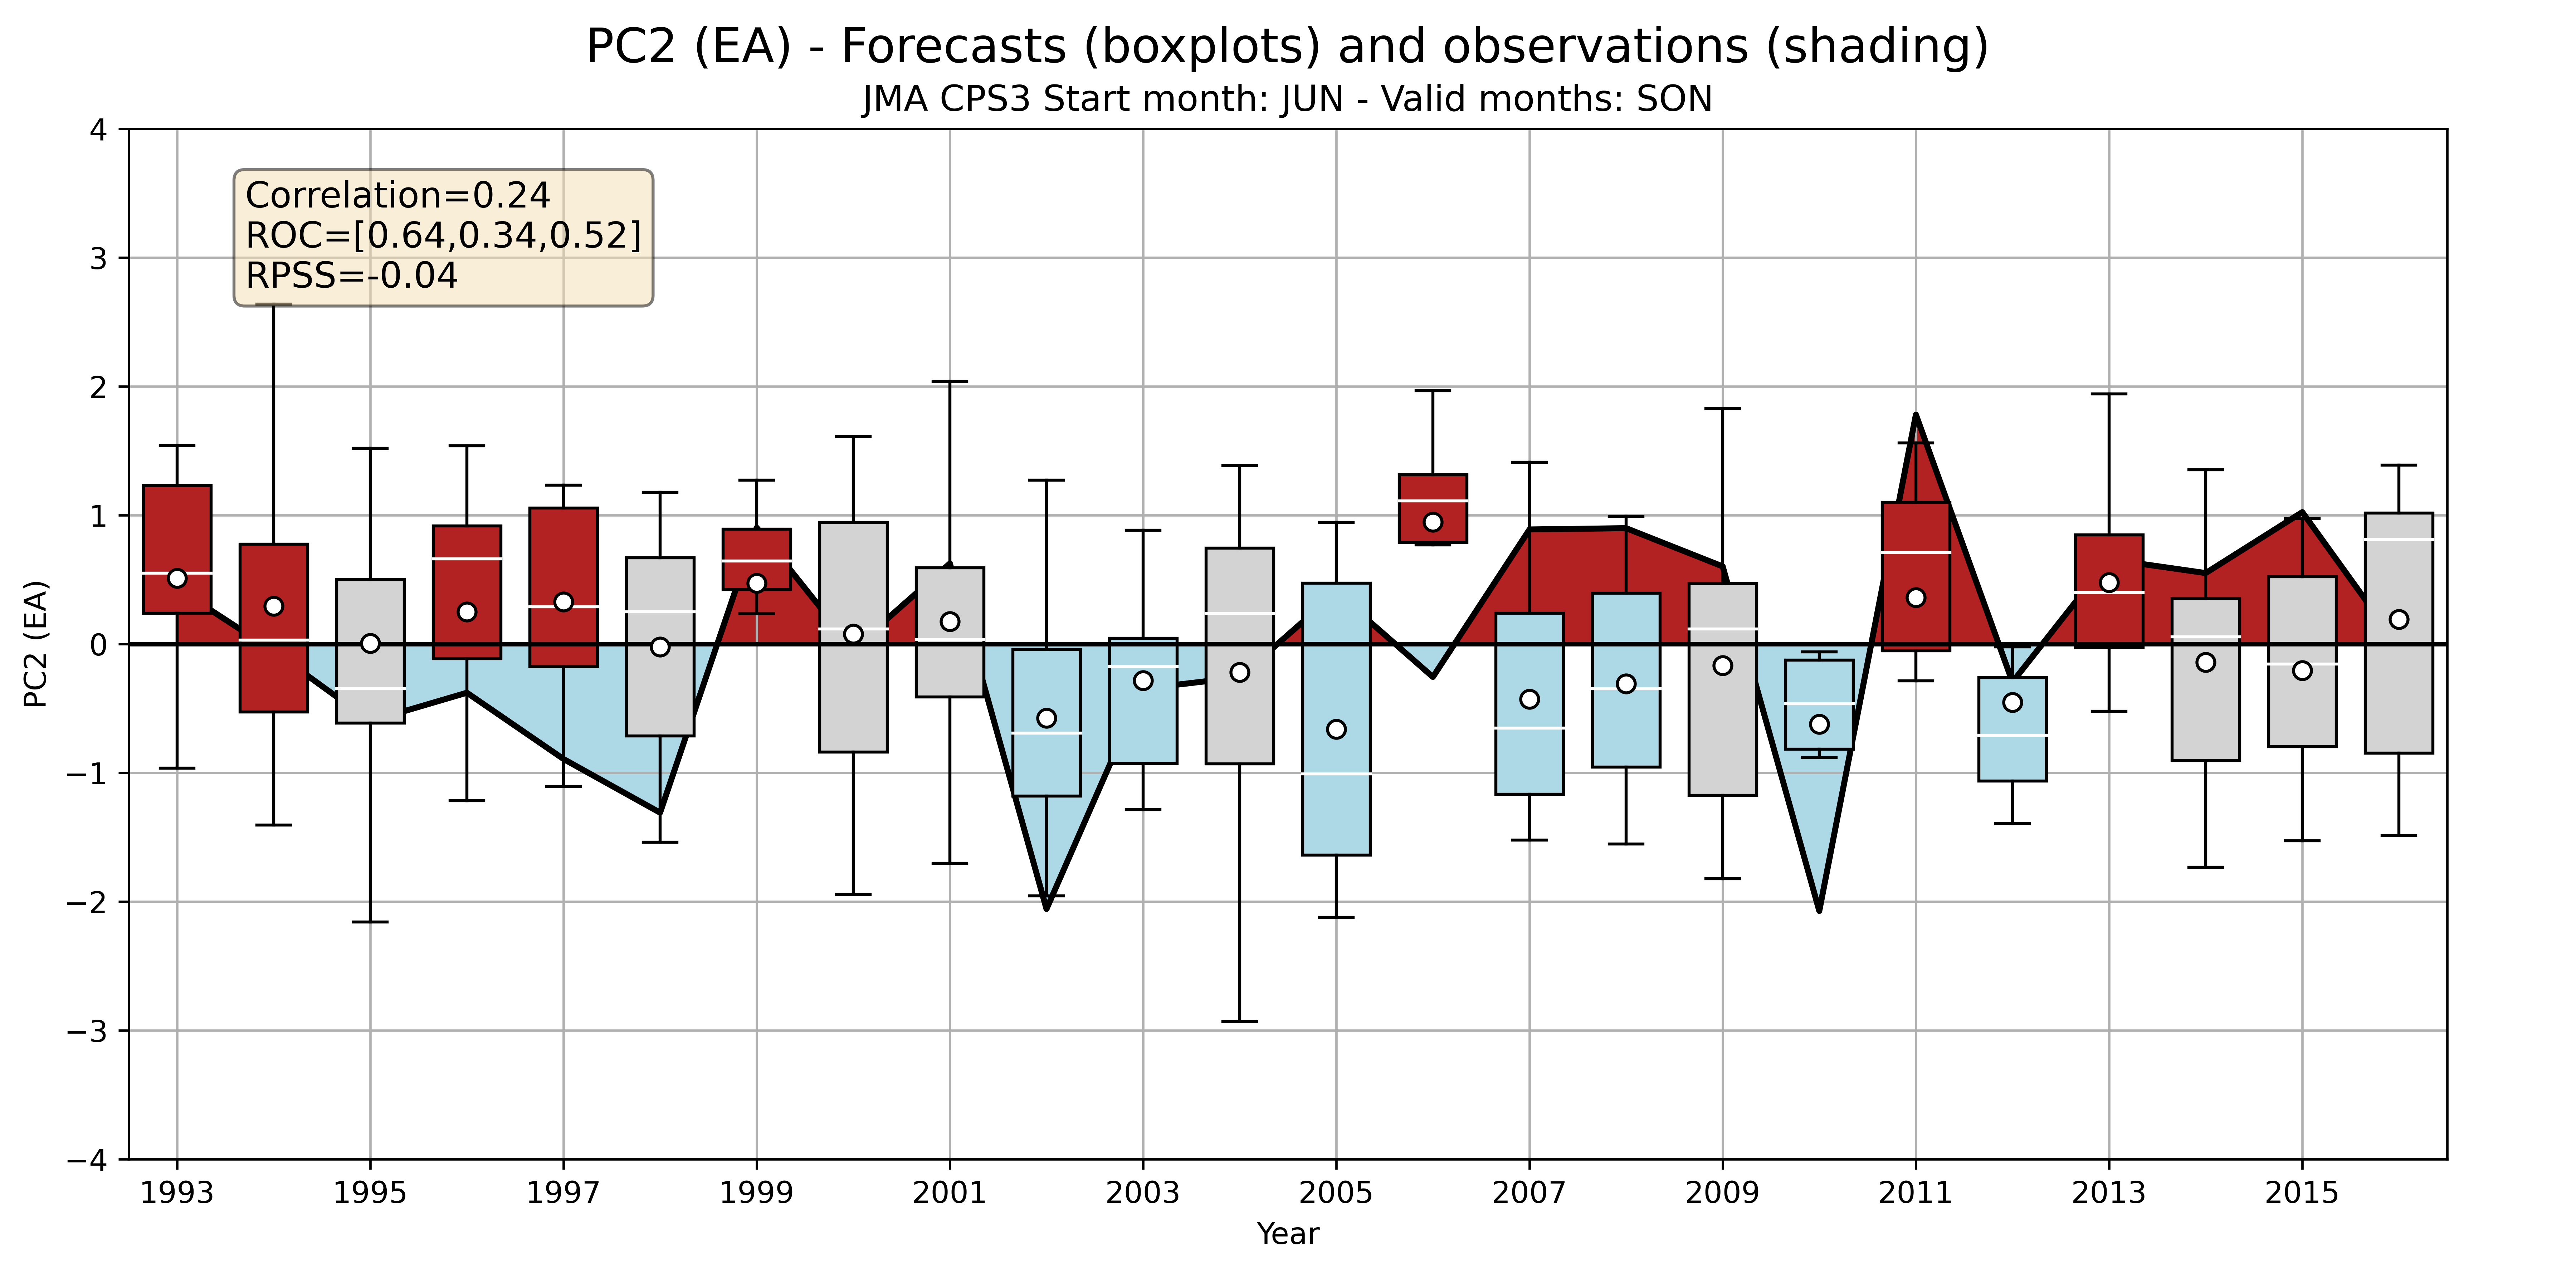 PC2 (EA) - Forecasts (boxplots) and observations (shading)
JMA CPS3 Start month: JUN - Valid months: SON
Correlation=0.24
ROC=[0.64,0.34,0.52]
RPSS=-0.04
PC2 (EA)
4
3
2
1
0
−1
−2
−3
−4
1993 1995 1997 1999 2001 2003 2005 2007 2009 2011 2013 2015
Year